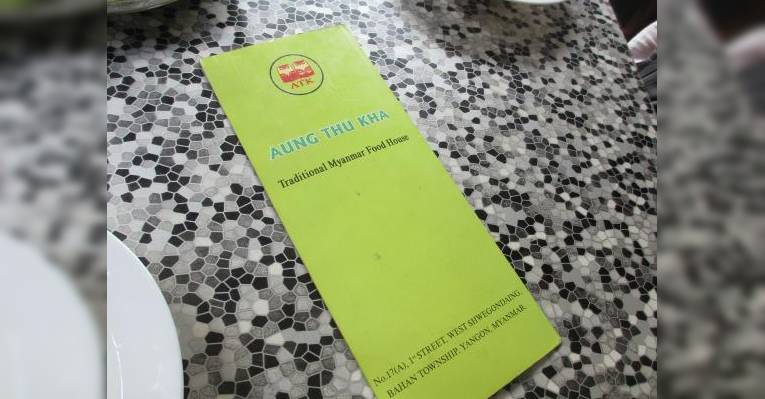 ATK
AUNG THU KHA
Traditional Myanmar Food House
No.17(A), 1st STREET, WEST SHWEGONDAING,
BAHAN TOWNSHIP, YANGON, MYANMAR.